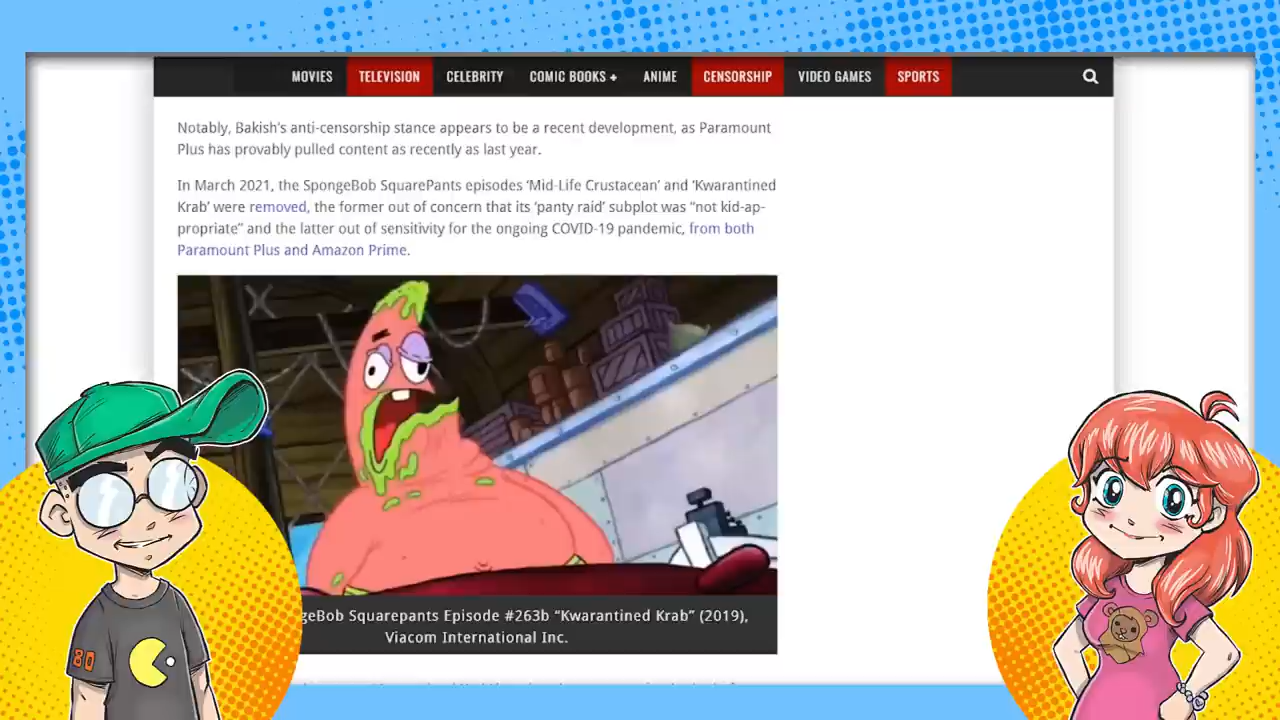 MOVIES TELEVISION CELEBRITY COMIC BOOKS + ANIME CENSORSHIP VIDEO GAMES SPORTS
Notably, Bakish's anti-censorship stance appears to be a recent development, as Paramount
Plus has provably pulled content as recently as last year.
In March 2021, the SpongeBob SquarePants episodes ‘Mid-Life Crustacean’ and ‘Kwarantined
Krab’ were removed, the former out of concern that its ‘panty raid’ subplot was “not kid-ap-
propriate” and the latter out of sensitivity for the ongoing COVID-19 pandemic, from both
Paramount Plus and Amazon Prime.
geBob Squarepants Episode #263b “Kwarantined Krab” (2019),
Viacom International Inc.
80